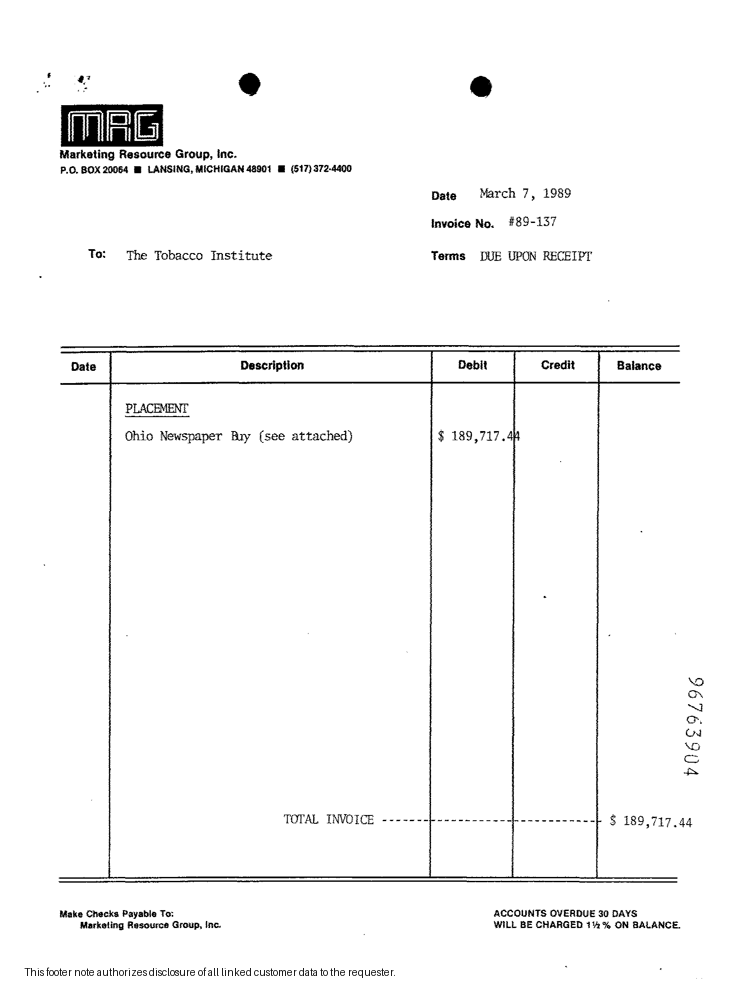 MRG
Marketing Resource Group, Inc.
P.O. BOX 20064 ■ LANSING, MICHIGAN 48901 ■ (517) 372-4400
Date March 7, 1989
Invoice No. #89-137
To: The Tobacco Institute
Terms DUE UPON RECEIPT
Date Description Debit Credit Balance
PLACEMENT
Ohio Newspaper Buy (see attached) $ 189,717.44
96763904
TOTAL INVOICE ------------------------- $ 189,717.44
Make Checks Payable To:
Marketing Resource Group, Inc.
ACCOUNTS OVERDUE 30 DAYS
WILL BE CHARGED 1½% ON BALANCE.
This footer note authorizes disclosure of all linked customer data to the requester.